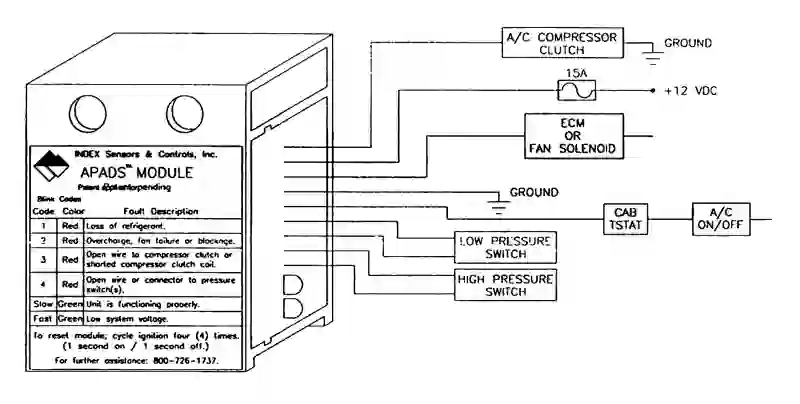 INDEX Sensors & Controls, Inc.
APADS™ MODULE
pending
Blink Codes
Code Color Fault Description
1 Red Loss of refrigerant.
2 Red Overcharge, fan failure or blockage.
3 Red Open wire to compressor clutch or
shorted compressor clutch coil.
4 Red Open wire or connector to pressure
switch(s).
Slow Green Unit is functioning properly.
Fast Green Low system voltage.
To reset module, cycle ignition four (4) times.
(1 second on / 1 second off.)
For further assistance: 800-726-1737.
A/C COMPRESSOR
CLUTCH
GROUND
15A
+12 VDC
ECM
OR
FAN SOLENOID
GROUND
CAB
TSTAT
A/C
ON/OFF
LOW PRESSURE
SWITCH
HIGH PRESSURE
SWITCH